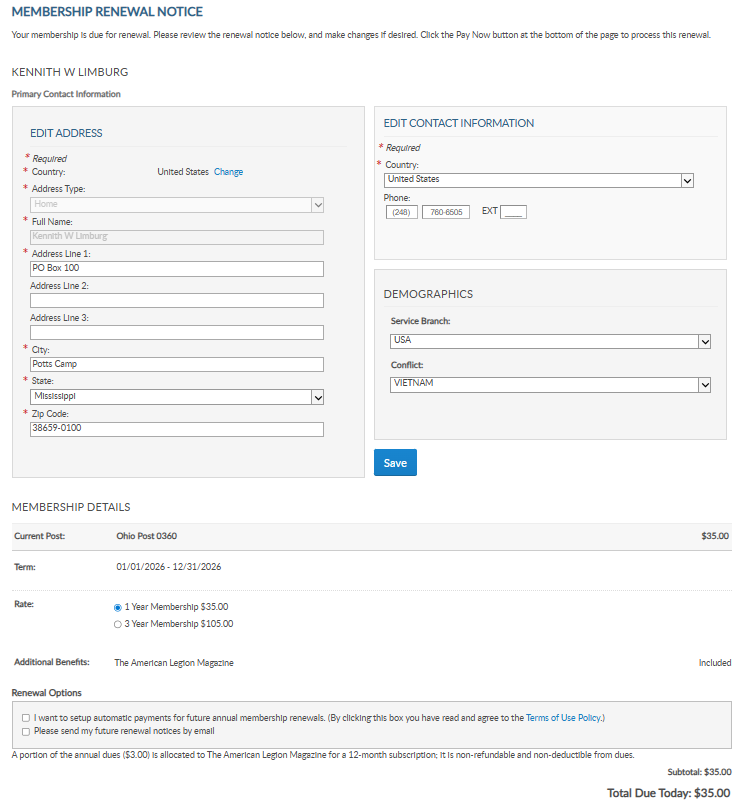 MEMBERSHIP RENEWAL NOTICE
Your membership is due for renewal. Please review the renewal notice below, and make changes if desired. Click the Pay Now button at the bottom of the page to process this renewal.
KENNITH W LIMBURG
Primary Contact Information
EDIT ADDRESS
* Required
* Country: United States Change
* Address Type:
Home
* Full Name:
Kennith W Limburg
* Address Line 1:
PO Box 100
Address Line 2:
Address Line 3:
* City:
Potts Camp
* State:
Mississippi
* Zip Code:
38659-0100
EDIT CONTACT INFORMATION
* Required
* Country:
United States
Phone:
(248) 760-6505 EXT ____
DEMOGRAPHICS
Service Branch:
USA
Conflict:
VIETNAM
Save
MEMBERSHIP DETAILS
Current Post: Ohio Post 0360 $35.00
Term: 01/01/2026 - 12/31/2026
Rate: 1 Year Membership $35.00
3 Year Membership $105.00
Additional Benefits: The American Legion Magazine Included
Renewal Options
I want to setup automatic payments for future annual membership renewals. (By clicking this box you have read and agree to the Terms of Use Policy.)
Please send my future renewal notices by email
A portion of the annual dues ($3.00) is allocated to The American Legion Magazine for a 12-month subscription; it is non-refundable and non-deductible from dues.
Subtotal: $35.00
Total Due Today: $35.00